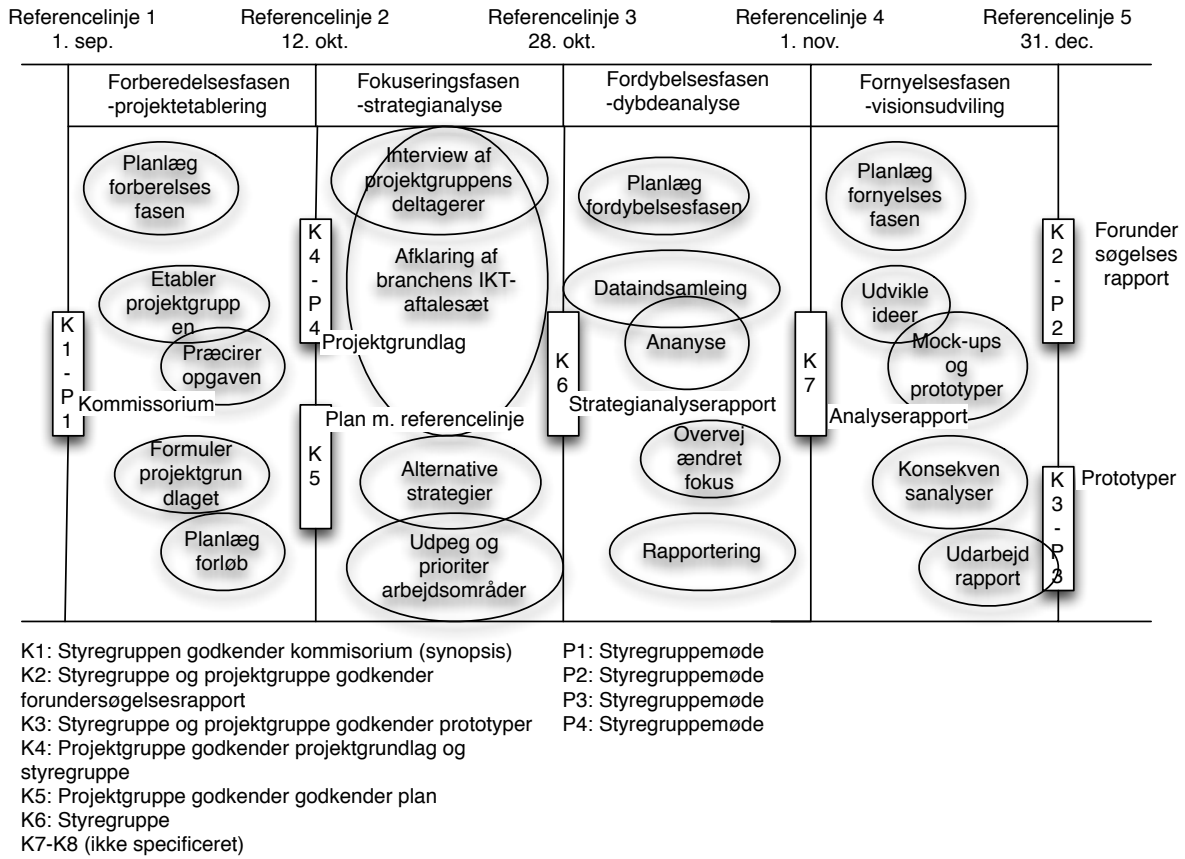 Referencelinje 1
1. sep.
Referencelinje 2
12. okt.
Referencelinje 3
28. okt.
Referencelinje 4
1. nov.
Referencelinje 5
31. dec.
Forberedelsesfasen
-projektetablering
Fokuseringsfasen
-strategianalyse
Fordybelsesfasen
-dybdeanalyse
Fornyelsesfasen
-visionsudviling
Planlæg
forberelses
fasen
Etabler
projektgrupp
en
Præcirer
opgaven
Formuler
projektgrun
dlaget
Planlæg
forløb
K
1
-
P
1
Kommissorium
K
4
-
P
4
Projektgrundlag
K
5
Plan m. referencelinje
Interview af
projektgruppens
deltagerer
Afklaring af
branchens IKT-
aftalesæt
Alternative
strategier
Udpeg og
prioriter
arbejdsområder
K
6
Strategianalyserapport
Planlæg
fordybelsesfasen
Dataindsamleing
Ananyse
Overvej
ændret
fokus
Rapportering
K
7
Analyserapport
Planlæg
fornyelses
fasen
Udvikle
ideer
Mock-ups
og
prototyper
Konsekven
sanalyser
Udarbejd
rapport
K
2
-
P
2
Forunder
søgelses
rapport
K
3
-
P
3
Prototyper
K1: Styregruppen godkender kommisorium (synopsis)
K2: Styregruppe og projektgruppe godkender
forundersøgelsesrapport
K3: Styregruppe og projektgruppe godkender prototyper
K4: Projektgruppe godkender projektgrundlag og
styregruppe
K5: Projektgruppe godkender godkender plan
K6: Styregruppe
K7-K8 (ikke specificeret)
P1: Styregruppemøde
P2: Styregruppemøde
P3: Styregruppemøde
P4: Styregruppemøde